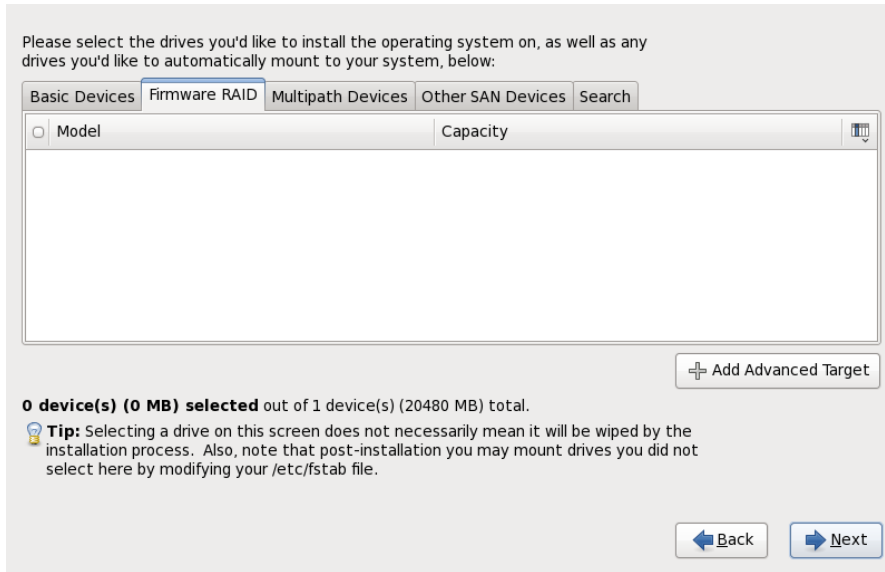 Please select the drives you'd like to install the operating system on, as well as any
drives you'd like to automatically mount to your system, below:
Basic Devices Firmware RAID Multipath Devices Other SAN Devices Search
Model Capacity
Add Advanced Target
0 device(s) (0 MB) selected out of 1 device(s) (20480 MB) total.
Tip: Selecting a drive on this screen does not necessarily mean it will be wiped by the
installation process. Also, note that post-installation you may mount drives you did not
select here by modifying your /etc/fstab file.
Back Next